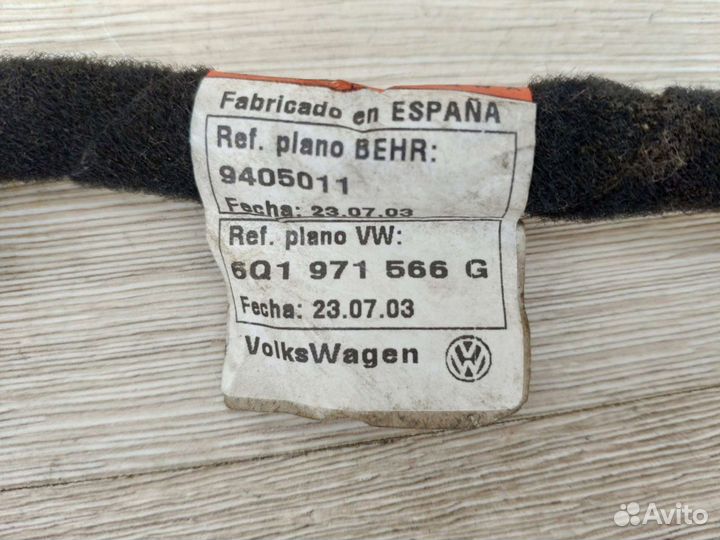 Fabricado en ESPAÑA
Ref. plano BEHR:
9405011
Fecha: 23.07.03
Ref. plano VW:
6Q1 971 566 G
Fecha: 23.07.03
VolksWagen
Avito